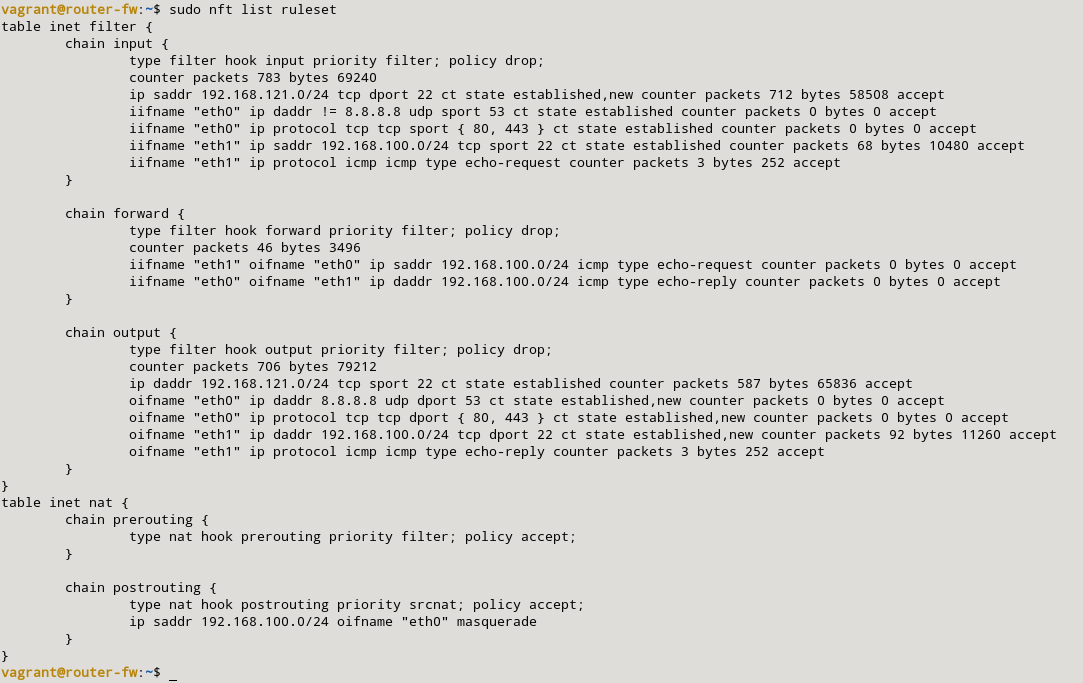 vagrant@router-fw:~$ sudo nft list ruleset
table inet filter {
        chain input {
                type filter hook input priority filter; policy drop;
                counter packets 783 bytes 69240
                ip saddr 192.168.121.0/24 tcp dport 22 ct state established,new counter packets 712 bytes 58508 accept
                iifname "eth0" ip daddr != 8.8.8.8 udp sport 53 ct state established counter packets 0 bytes 0 accept
                iifname "eth0" ip protocol tcp tcp sport { 80, 443 } ct state established counter packets 0 bytes 0 accept
                iifname "eth1" ip saddr 192.168.100.0/24 tcp sport 22 ct state established counter packets 68 bytes 10480 accept
                iifname "eth1" ip protocol icmp icmp type echo-request counter packets 3 bytes 252 accept
        }

        chain forward {
                type filter hook forward priority filter; policy drop;
                counter packets 46 bytes 3496
                iifname "eth1" oifname "eth0" ip saddr 192.168.100.0/24 icmp type echo-request counter packets 0 bytes 0 accept
                iifname "eth0" oifname "eth1" ip daddr 192.168.100.0/24 icmp type echo-reply counter packets 0 bytes 0 accept
        }

        chain output {
                type filter hook output priority filter; policy drop;
                counter packets 706 bytes 79212
                ip daddr 192.168.121.0/24 tcp sport 22 ct state established counter packets 587 bytes 65836 accept
                oifname "eth0" ip daddr 8.8.8.8 udp dport 53 ct state established,new counter packets 0 bytes 0 accept
                oifname "eth0" ip protocol tcp tcp dport { 80, 443 } ct state established,new counter packets 0 bytes 0 accept
                oifname "eth1" ip daddr 192.168.100.0/24 tcp dport 22 ct state established,new counter packets 92 bytes 11260 accept
                oifname "eth1" ip protocol icmp icmp type echo-reply counter packets 3 bytes 252 accept
        }
}
table inet nat {
        chain prerouting {
                type nat hook prerouting priority filter; policy accept;
        }

        chain postrouting {
                type nat hook postrouting priority srcnat; policy accept;
                ip saddr 192.168.100.0/24 oifname "eth0" masquerade
        }
}
vagrant@router-fw:~$ _